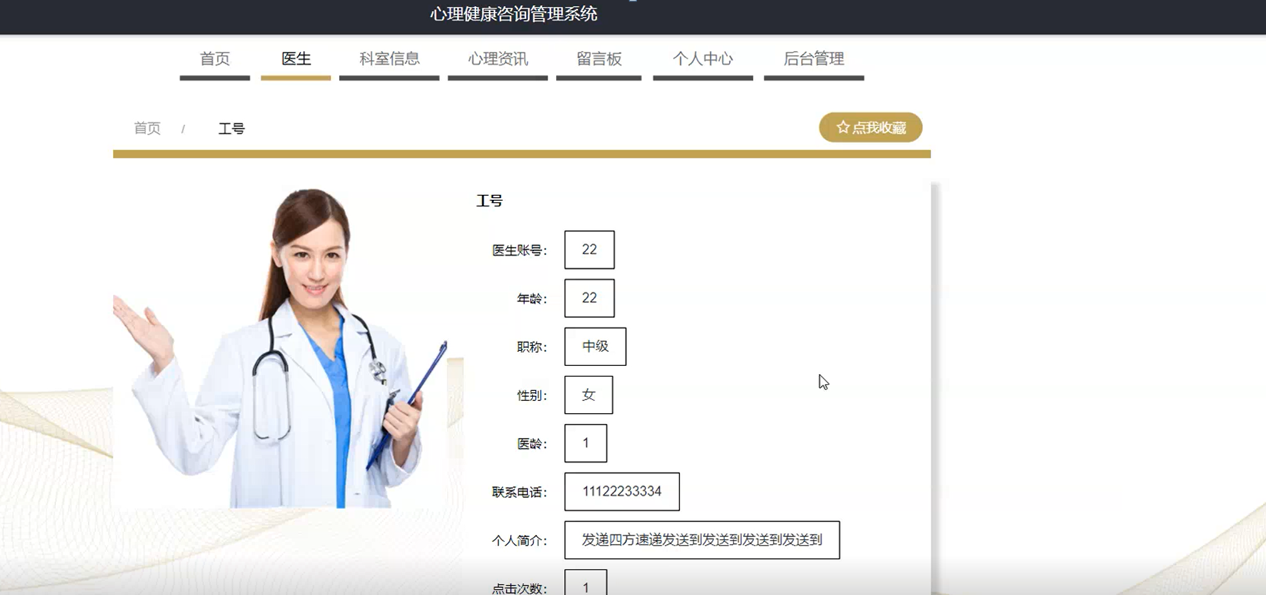 心理健康咨询管理系统
首页 医生 科室信息 心理资讯 留言板 个人中心 后台管理
首页 / 工号
点我收藏
工号
医生账号: 22
年龄: 22
职称: 中级
性别: 女
医龄: 1
联系电话: 11122233334
个人简介: 发递四方速递发送到发送到发送到发送到
点击次数: 1